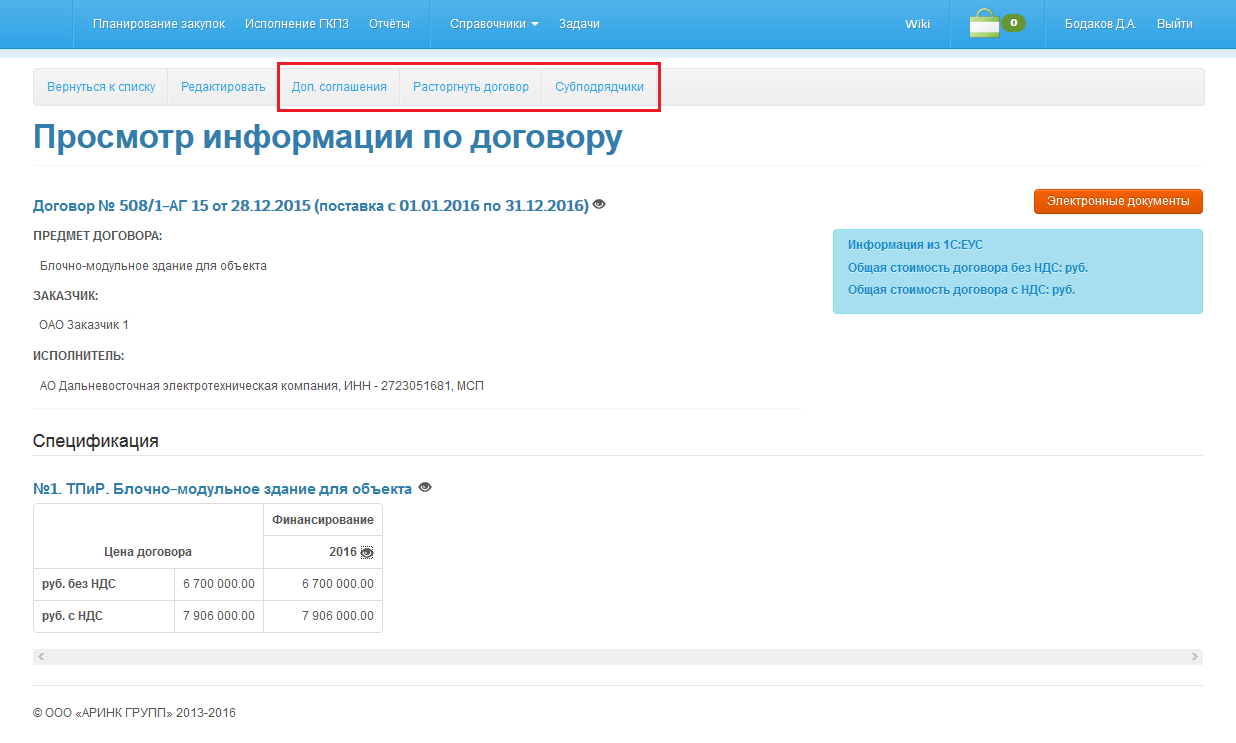 Планирование закупок Исполнение ГКПЗ Отчёты Справочники Задачи Wiki 0 Бодаков Д.А. Выйти
Вернуться к списку Редактировать Доп. соглашения Расторгнуть договор Субподрядчики
Просмотр информации по договору
Договор № 508/1-АГ 15 от 28.12.2015 (поставка с 01.01.2016 по 31.12.2016)
Электронные документы
ПРЕДМЕТ ДОГОВОРА:
Блочно-модульное здание для объекта
ЗАКАЗЧИК:
ОАО Заказчик 1
ИСПОЛНИТЕЛЬ:
АО Дальневосточная электротехническая компания, ИНН - 2723051681, МСП
Информация из 1С:ЕУС
Общая стоимость договора без НДС: руб.
Общая стоимость договора с НДС: руб.
Спецификация
№1. ТПиР. Блочно-модульное здание для объекта
Финансирование
Цена договора 2016
руб. без НДС 6 700 000.00 6 700 000.00
руб. с НДС 7 906 000.00 7 906 000.00
© ООО «АРИНК ГРУПП» 2013-2016